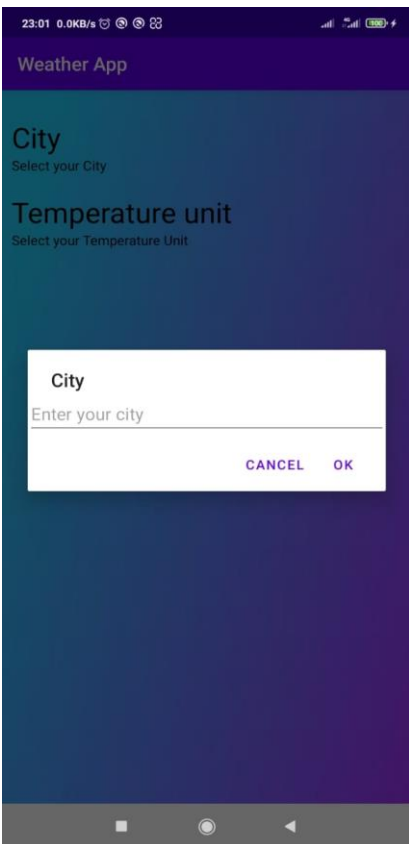 23:01 0.0KB/s
100
Weather App
City
Select your City
Temperature unit
Select your Temperature Unit
City
Enter your city
CANCEL OK